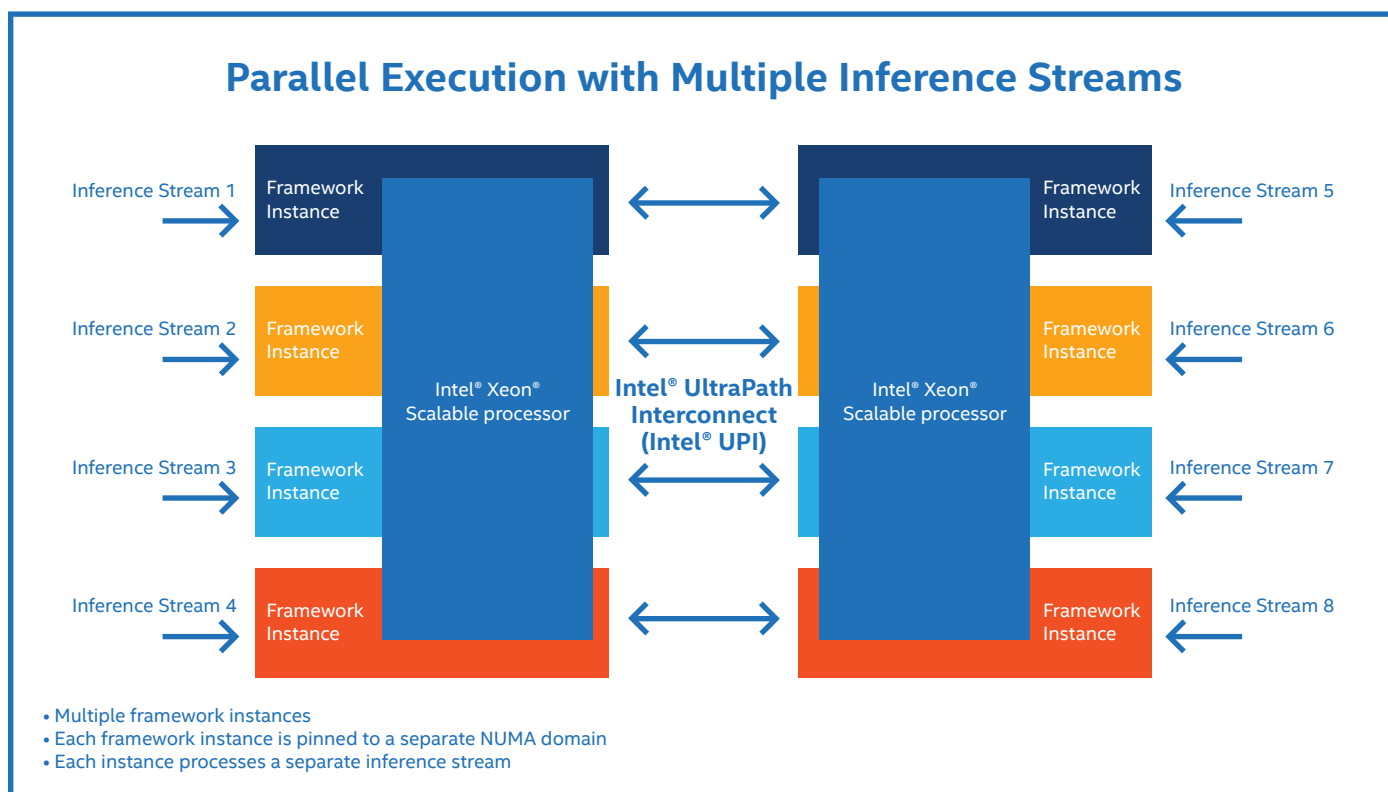 Parallel Execution with Multiple Inference Streams
Inference Stream 1
Framework
Instance
Inference Stream 2
Framework
Instance
Inference Stream 3
Framework
Instance
Inference Stream 4
Framework
Instance
Intel® Xeon®
Scalable processor
Intel® UltraPath
Interconnect
(Intel® UPI)
Intel® Xeon®
Scalable processor
Framework
Instance
Inference Stream 5
Framework
Instance
Inference Stream 6
Framework
Instance
Inference Stream 7
Framework
Instance
Inference Stream 8
• Multiple framework instances
• Each framework instance is pinned to a separate NUMA domain
• Each instance processes a separate inference stream